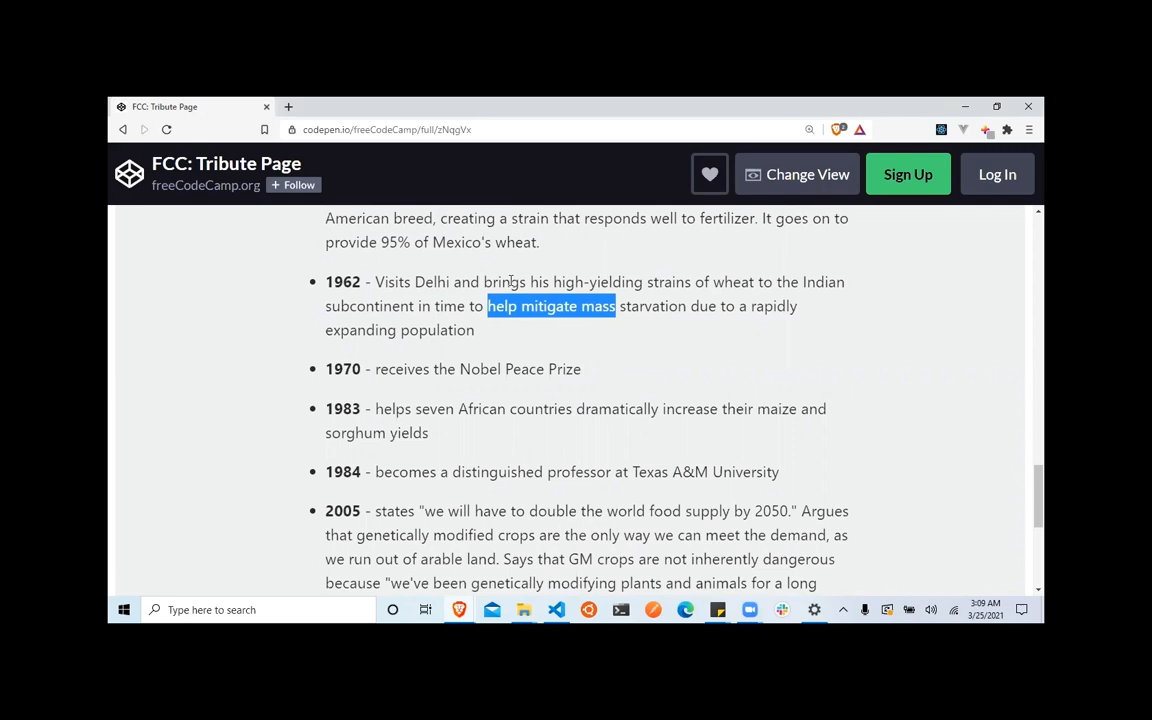 FCC: Tribute Page
codepen.io/freeCodeCamp/full/zNqgVx
FCC: Tribute Page
freeCodeCamp.org + Follow
Change View
Sign Up
Log In
American breed, creating a strain that responds well to fertilizer. It goes on to
provide 95% of Mexico's wheat.
1962 - Visits Delhi and brings his high-yielding strains of wheat to the Indian
subcontinent in time to help mitigate mass starvation due to a rapidly
expanding population
1970 - receives the Nobel Peace Prize
1983 - helps seven African countries dramatically increase their maize and
sorghum yields
1984 - becomes a distinguished professor at Texas A&M University
2005 - states "we will have to double the world food supply by 2050." Argues
that genetically modified crops are the only way we can meet the demand, as
we run out of arable land. Says that GM crops are not inherently dangerous
because "we've been genetically modifying plants and animals for a long
Type here to search
3:09 AM
3/25/2021